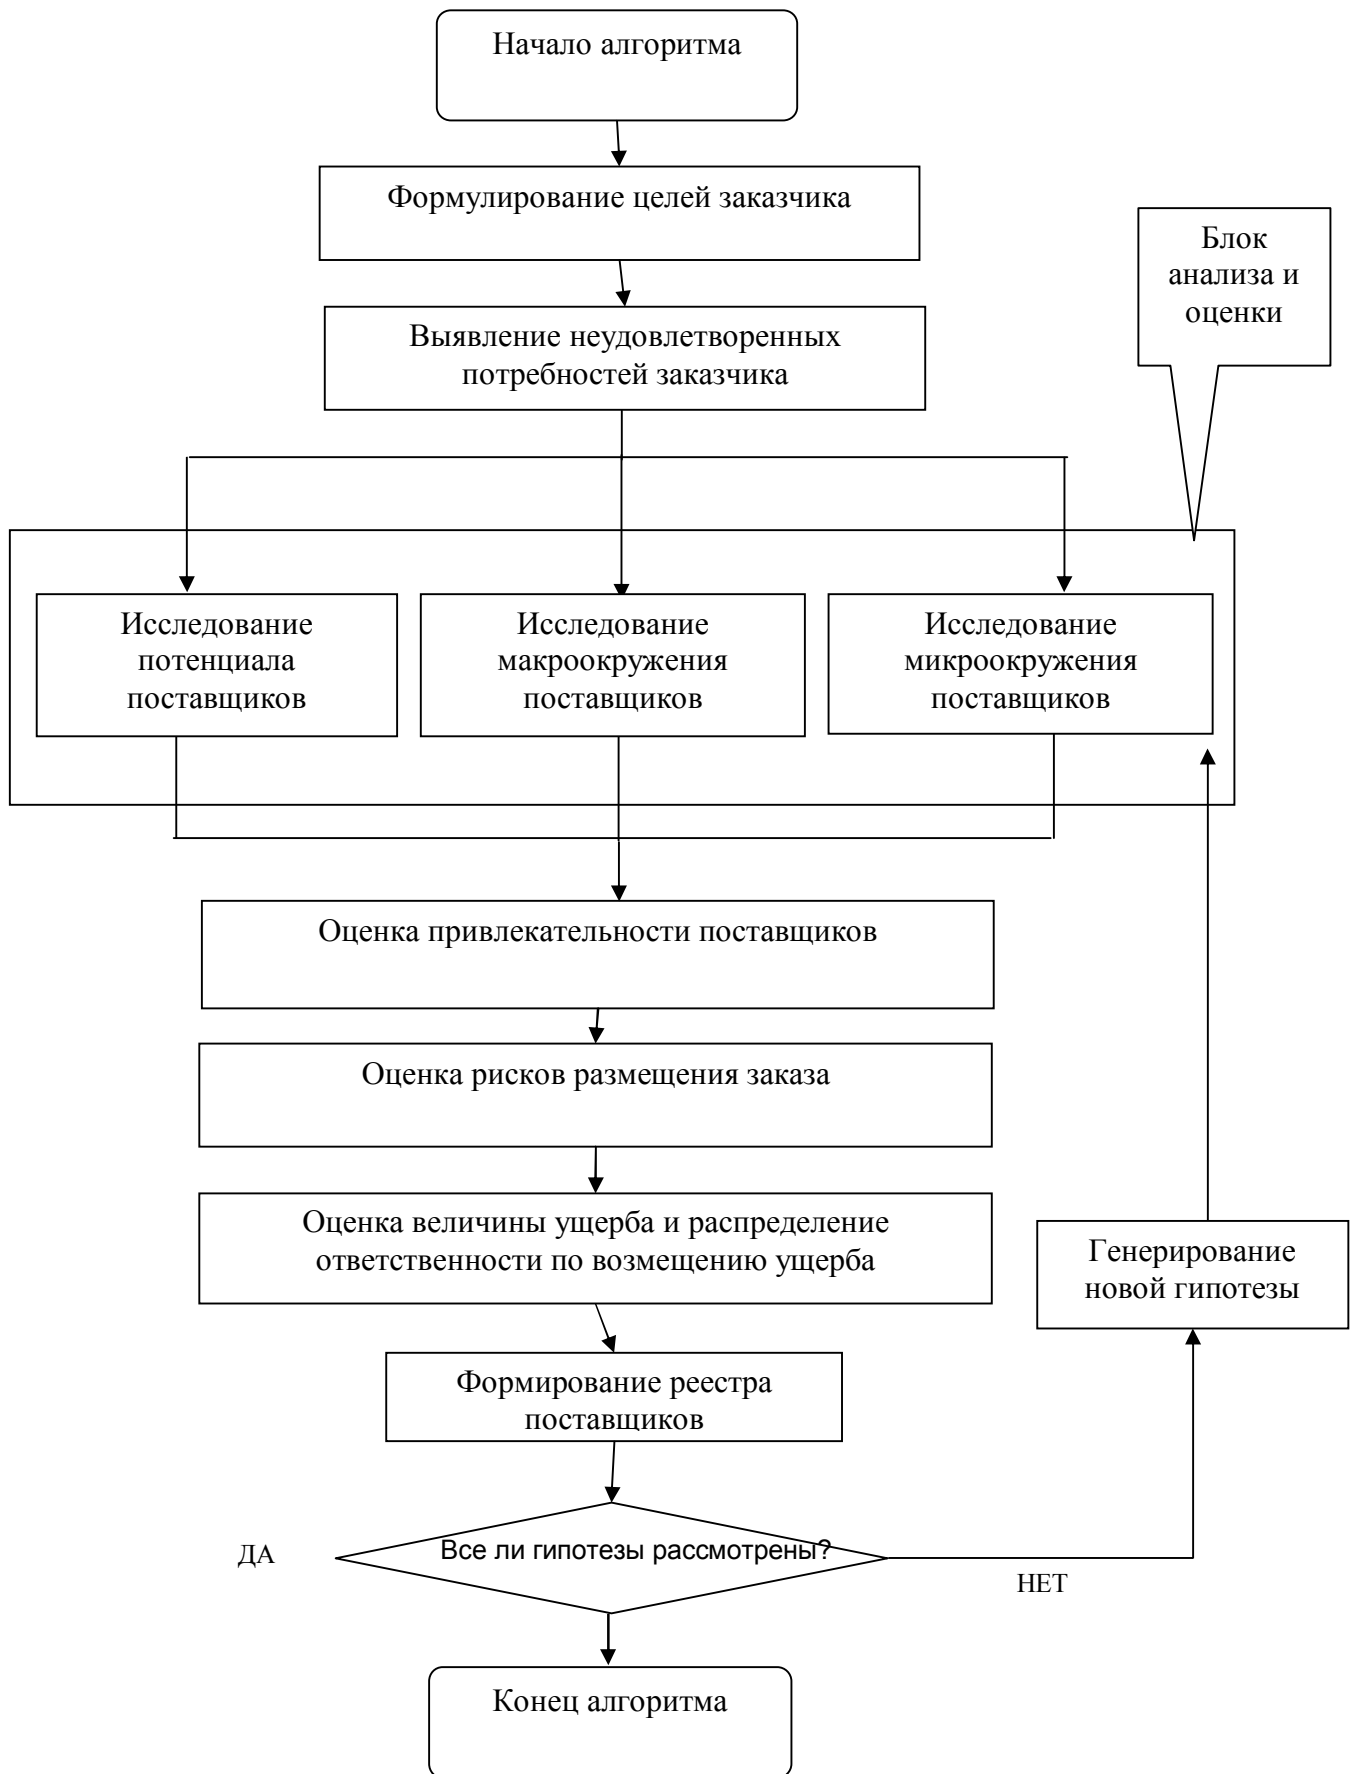 Начало алгоритма
Формулирование целей заказчика
Блок
анализа и
оценки
Выявление неудовлетворенных
потребностей заказчика
Исследование
потенциала
поставщиков
Исследование
макроокружения
поставщиков
Исследование
микроокружения
поставщиков
Оценка привлекательности поставщиков
Оценка рисков размещения заказа
Оценка величины ущерба и распределение
ответственности по возмещению ущерба
Генерирование
новой гипотезы
Формирование реестра
поставщиков
ДА
Все ли гипотезы рассмотрены?
НЕТ
Конец алгоритма